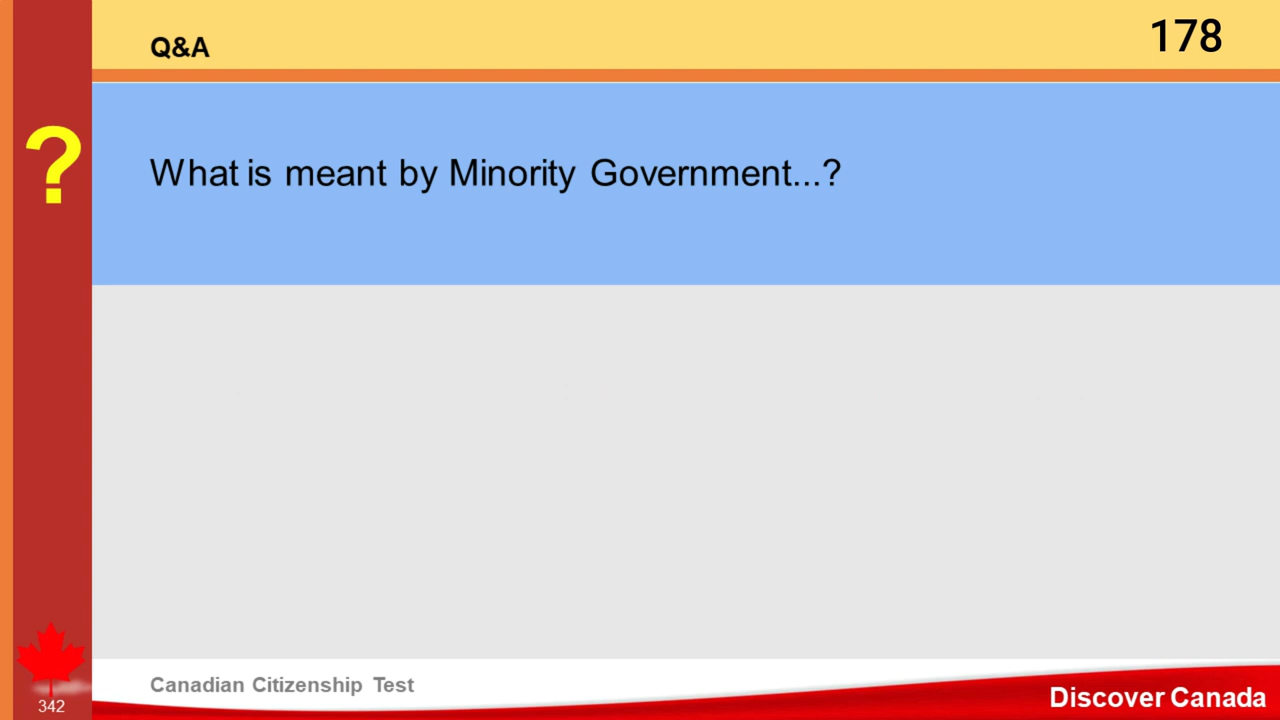 Q&A
178
?
What is meant by Minority Government...?
Canadian Citizenship Test
342
Discover Canada